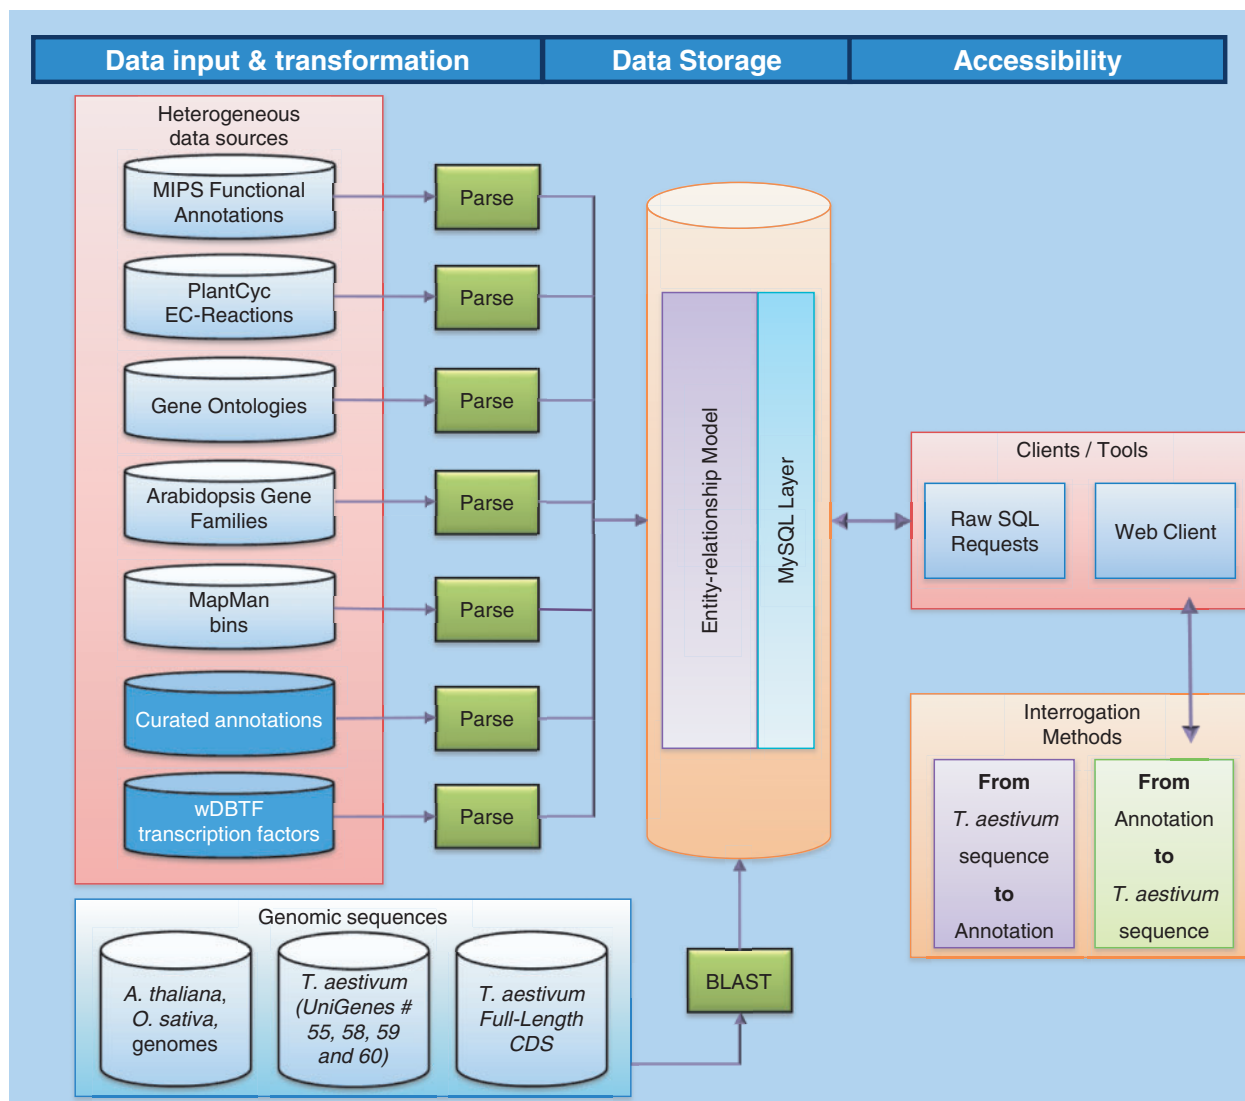 Data input & transformation
Data Storage
Accessibility
Heterogeneous
data sources
MIPS Functional
Annotations
Parse
PlantCyc
EC-Reactions
Parse
Gene Ontologies
Parse
Arabidopsis Gene
Families
Parse
MapMan
bins
Parse
Curated annotations
Parse
wDBTF
transcription factors
Parse
Entity-relationship Model
MySQL Layer
Clients / Tools
Raw SQL
Requests
Web Client
Interrogation
Methods
From
T. aestivum
sequence
to
Annotation
From
Annotation
to
T. aestivum
sequence
Genomic sequences
A. thaliana,
O. sativa,
genomes
T. aestivum
(UniGenes #
55, 58, 59
and 60)
T. aestivum
Full-Length
CDS
BLAST